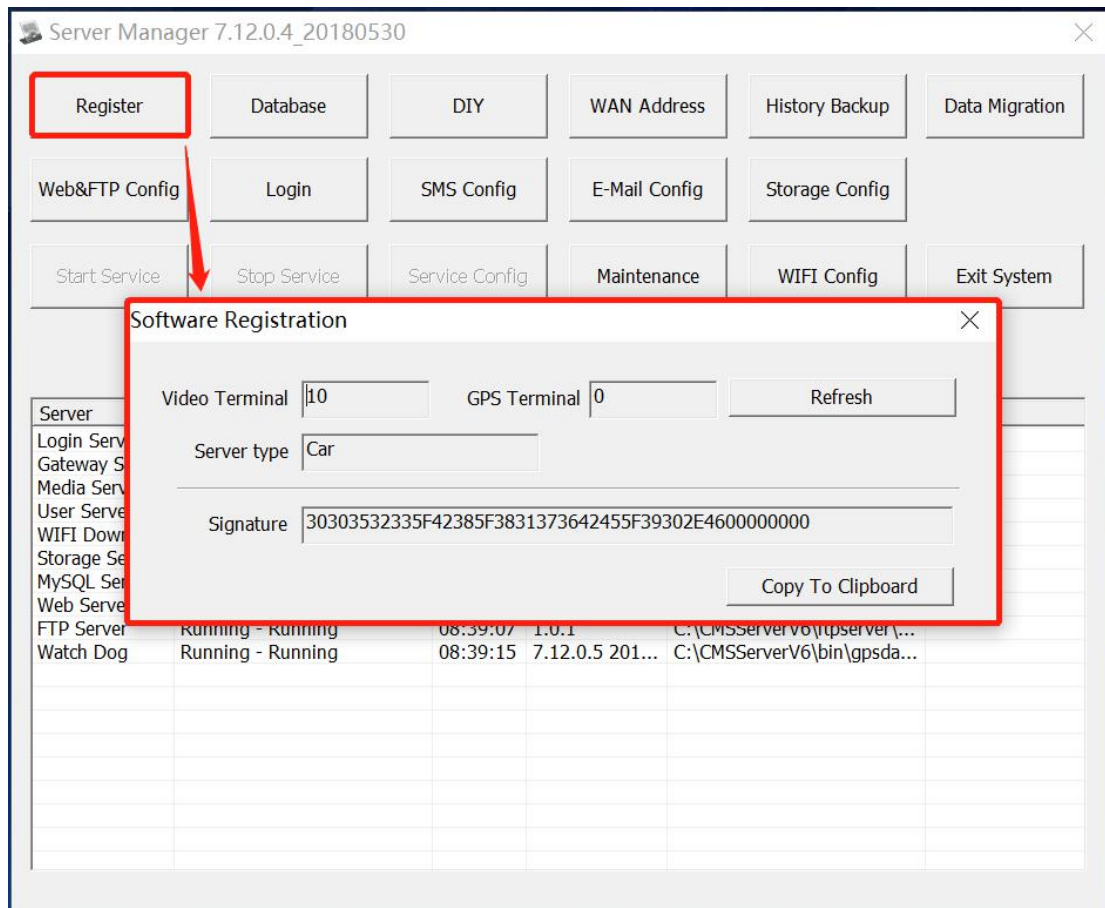 Server Manager 7.12.0.4_20180530
Register Database DIY WAN Address History Backup Data Migration
Web&FTP Config Login SMS Config E-Mail Config Storage Config
Start Service Stop Service Service Config Maintenance WIFI Config Exit System
Software Registration
Video Terminal 10 GPS Terminal 0 Refresh
Server type Car
Signature 30303532335F42385F3831373642455F39302E4600000000
Copy To Clipboard
Server
Login Serv
Gateway S
Media Serv
User Serve
WIFI Down
Storage Se
MySQL Ser
Web Serve
FTP Server Running - Running 08:39:07 1.0.1 C:\CMSServerV6\ftpserver\...
Watch Dog Running - Running 08:39:15 7.12.0.5 201... C:\CMSServerV6\bin\gpsda...